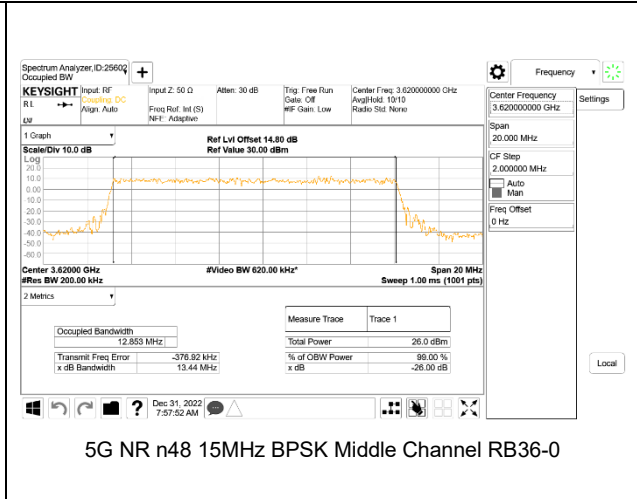 Spectrum Analyzer,ID:25602
Occupied BW
KEYSIGHT
R L
Input: RF
Coupling: DC
Align: Auto
Input Z: 50 Ω
Freq Ref: Int (S)
NFE: Adaptive
Atten: 30 dB
Trig: Free Run
Gate: Off
#IF Gain: Low
Center Freq: 3.620000000 GHz
Avg|Hold: 10/10
Radio Std: None
1 Graph
Scale/Div 10.0 dB
Ref Lvl Offset 14.80 dB
Ref Value 30.00 dBm
Log
20.0
10.0
0.00
-10.0
-20.0
-30.0
-40.0
-50.0
-60.0
Center 3.62000 GHz
#Res BW 200.00 kHz
#Video BW 620.00 kHz*
Span 20 MHz
Sweep 1.00 ms (1001 pts)
2 Metrics
Measure Trace Trace 1
Occupied Bandwidth
12.853 MHz
Total Power 26.0 dBm
Transmit Freq Error -376.92 kHz
% of OBW Power 99.00 %
x dB Bandwidth 13.44 MHz
x dB -26.00 dB
Dec 31, 2022
7:57:52 AM
Frequency
Center Frequency
3.620000000 GHz
Settings
Span
20.000 MHz
CF Step
2.000000 MHz
Auto
Man
Freq Offset
0 Hz
Local
5G NR n48 15MHz BPSK Middle Channel RB36-0